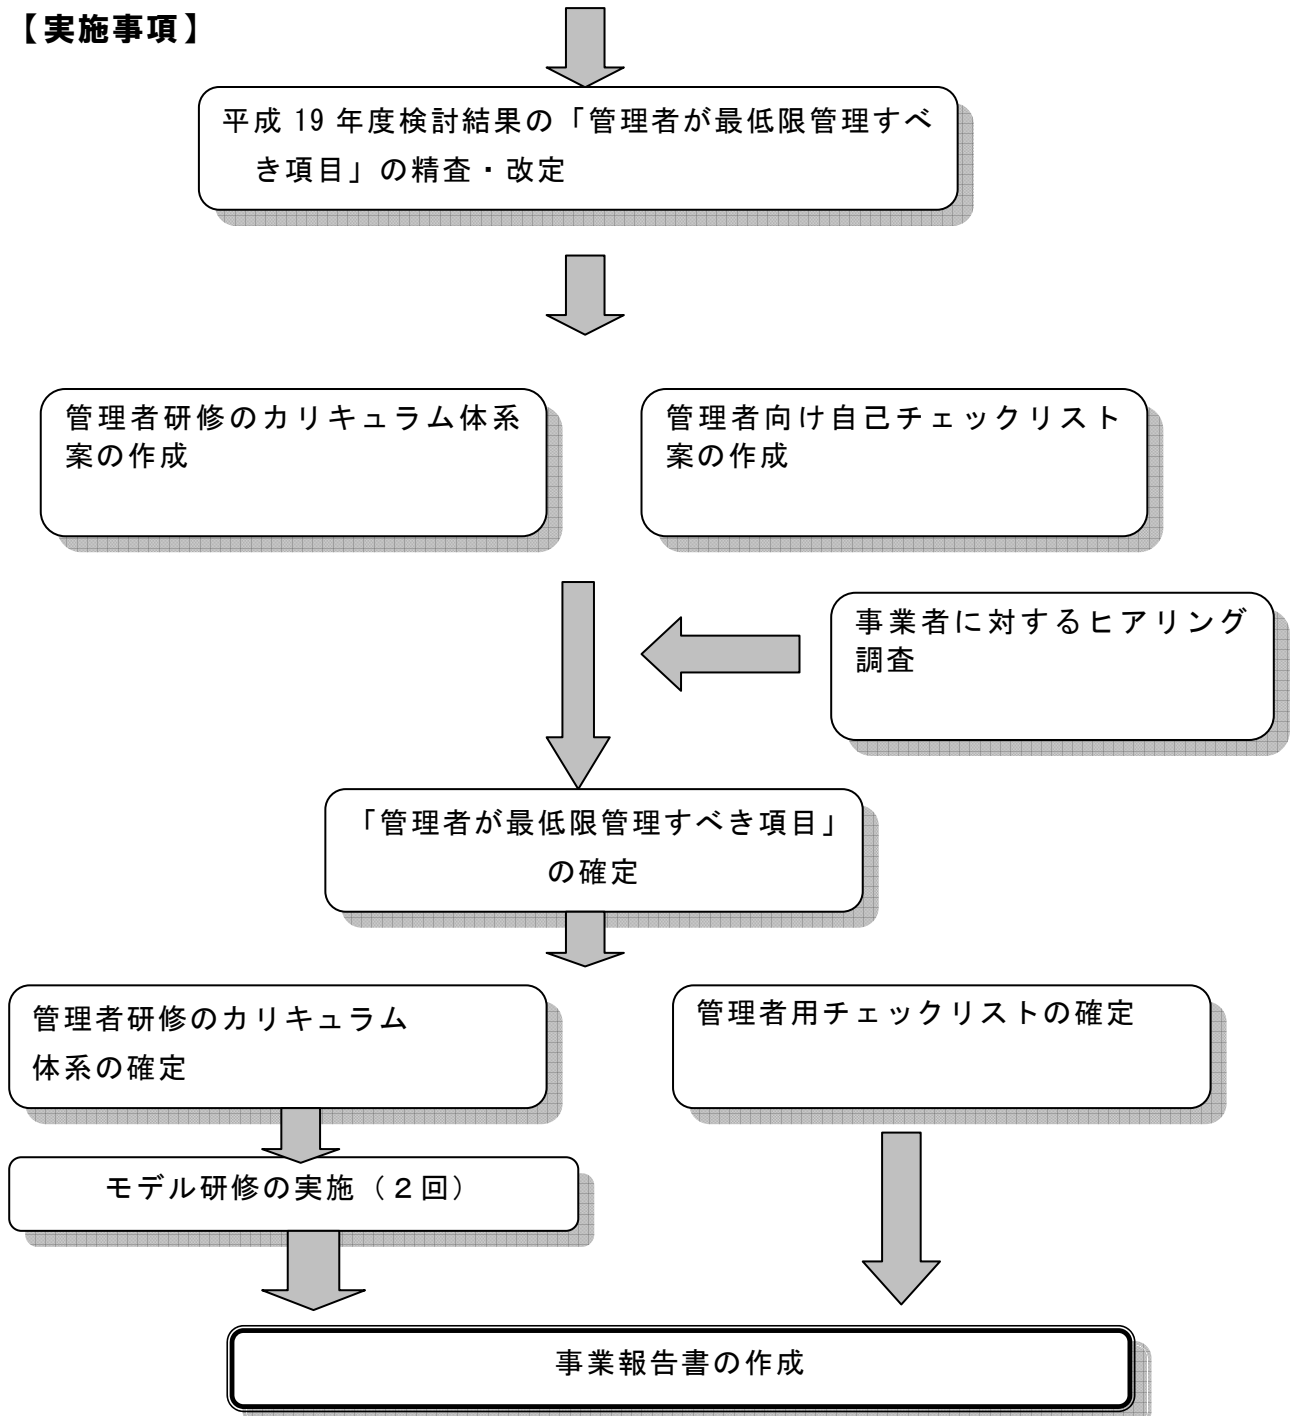 【実施事項】
平成 19 年度検討結果の「管理者が最低限管理すべ
き項目」の精査・改定
管理者研修のカリキュラム体系
案の作成
管理者向け自己チェックリスト
案の作成
事業者に対するヒアリング
調査
「管理者が最低限管理すべき項目」
の確定
管理者研修のカリキュラム
体系の確定
管理者用チェックリストの確定
モデル研修の実施（２回）
事業報告書の作成